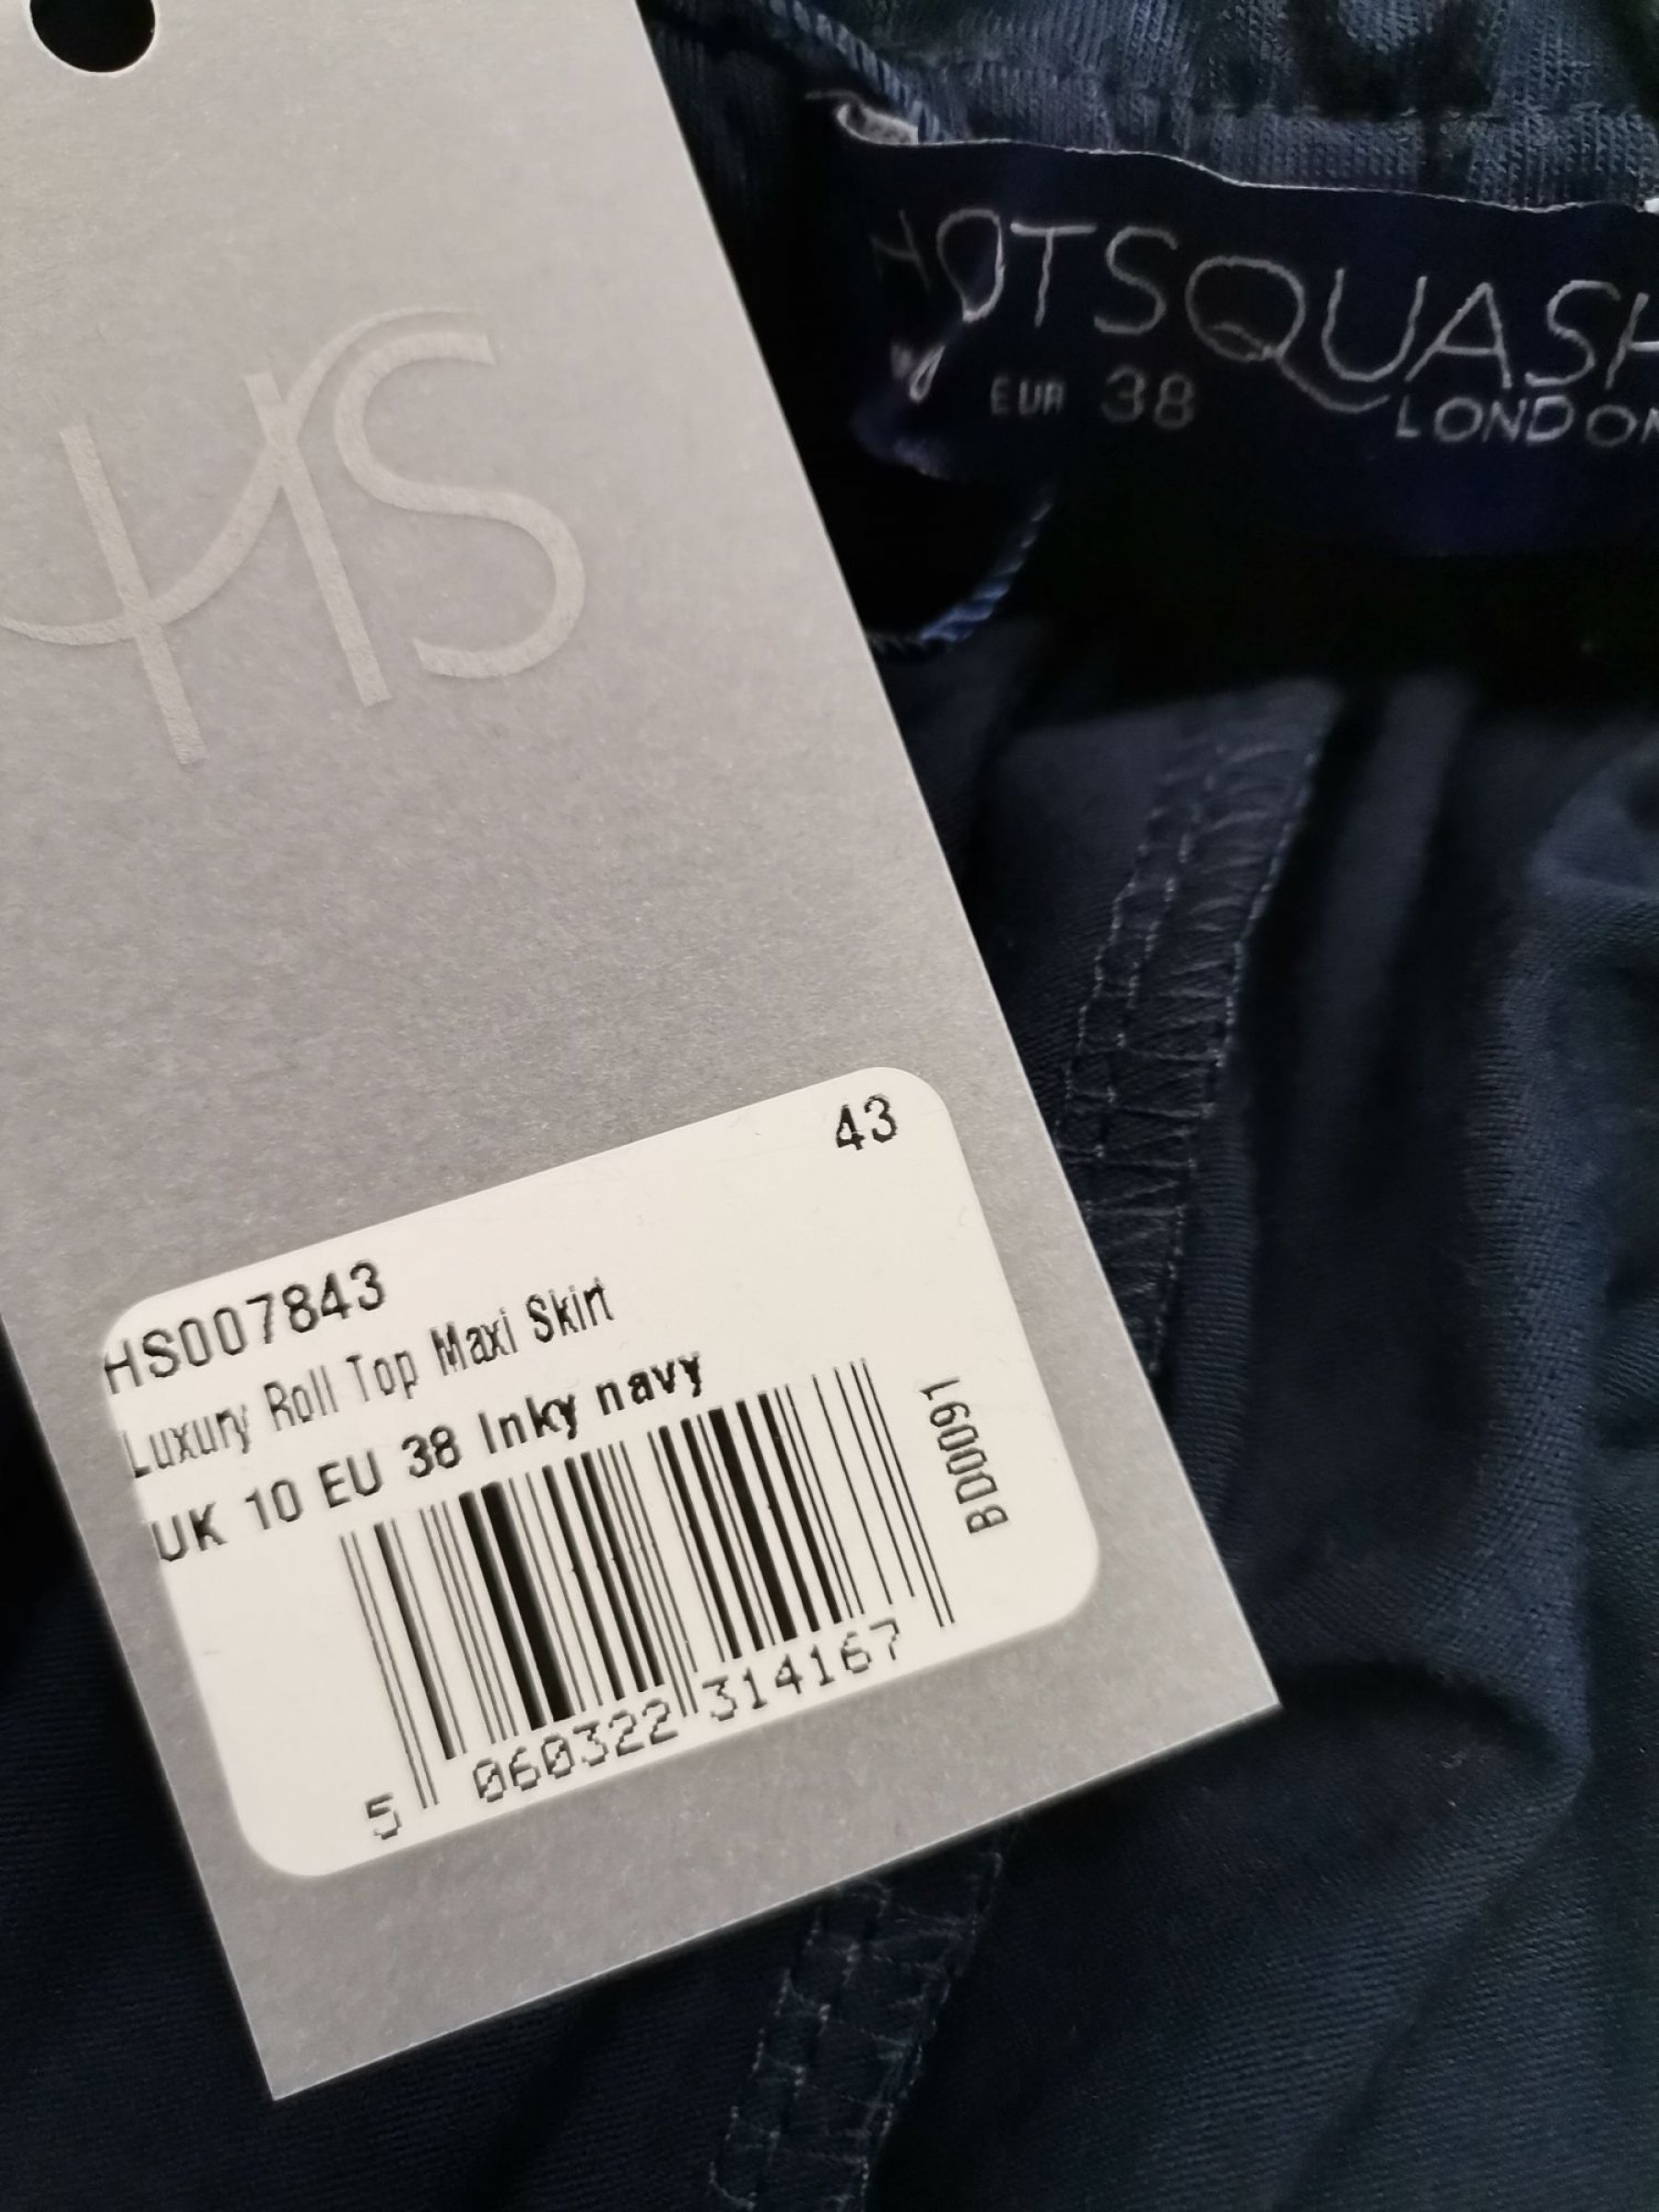 HS
HOTSQUASH
EUR 38
LONDON
43
HS007843
Luxury Roll Top Maxi Skirt
UK 10 EU 38 Inky navy
BD0091
5 060322 314167